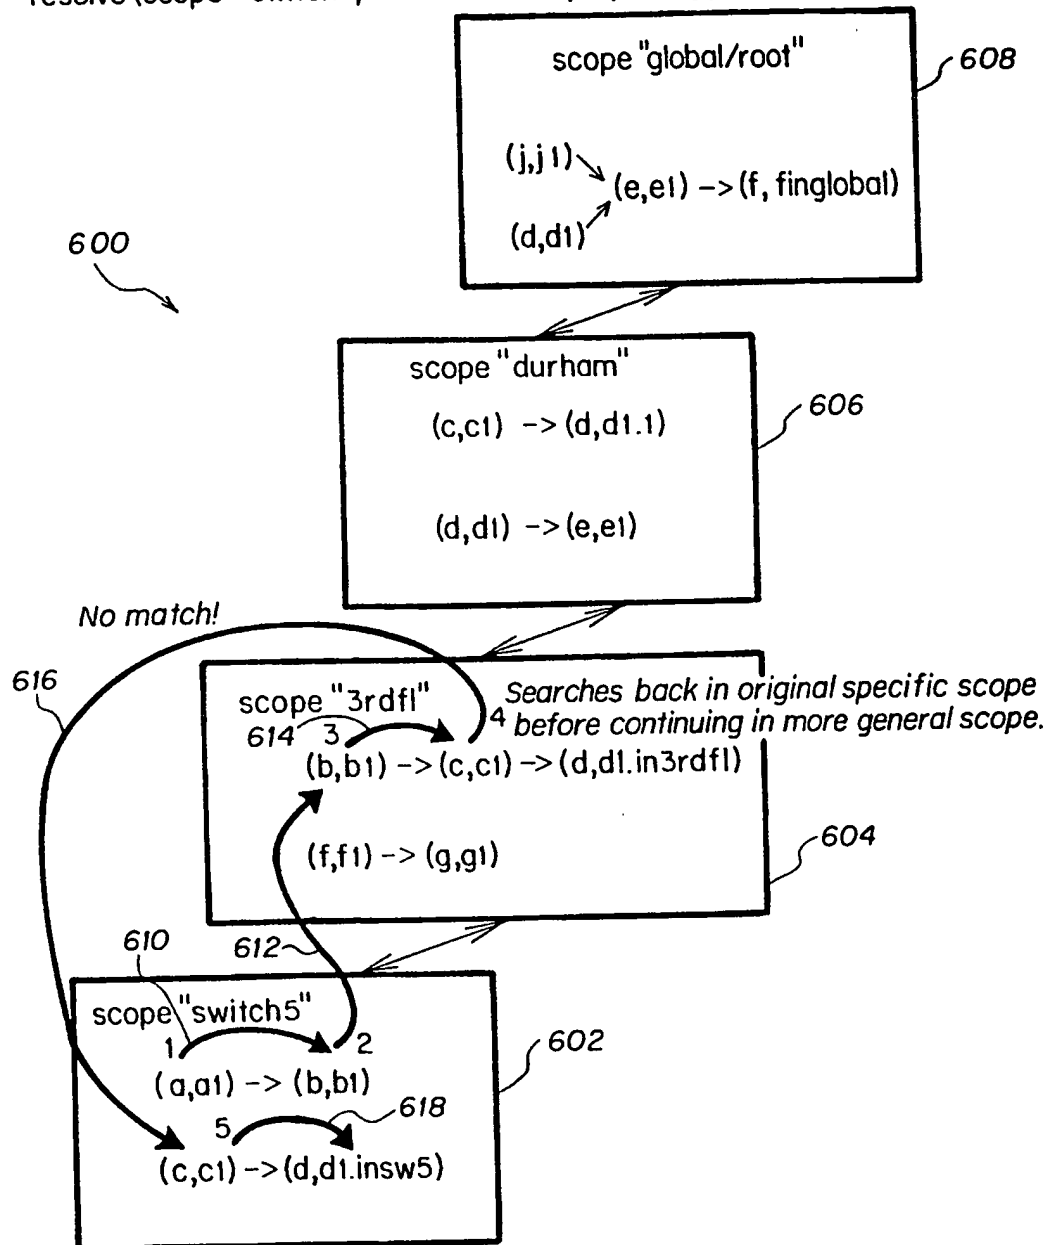 scope "global/root"
608
(j,j1)
(e,e1) -> (f, finglobal)
(d,d1)
600
scope "durham"
606
(c,c1) -> (d,d1.1)
(d,d1) -> (e,e1)
No match!
616
scope "3rdfl"
4 Searches back in original specific scope
before continuing in more general scope.
614 3
(b,b1) -> (c,c1) -> (d,d1.in3rdfl)
(f,f1) -> (g,g1)
604
610
612
scope "switch5"
1 2
602
(a,a1) -> (b,b1)
5 618
(c,c1) -> (d,d1.insw5)